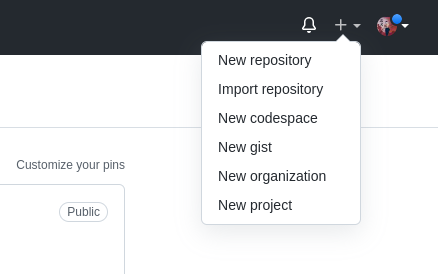 New repository
Import repository
New codespace
New gist
New organization
New project
Customize your pins
Public